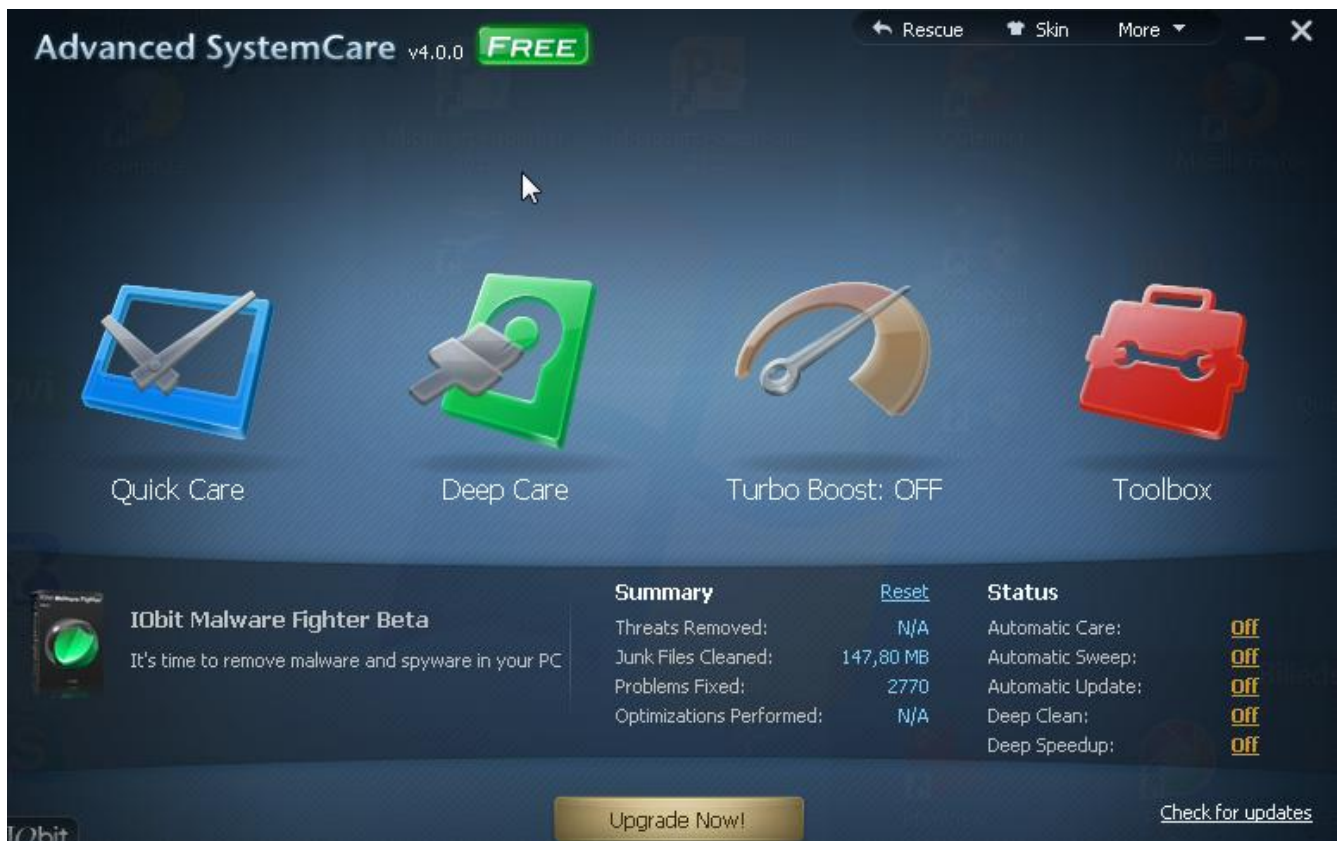 Advanced SystemCare v4.0.0 FREE
Rescue Skin More
Quick Care Deep Care Turbo Boost: OFF Toolbox
IObit Malware Fighter Beta
It's time to remove malware and spyware in your PC
Summary Reset
Threats Removed: N/A
Junk Files Cleaned: 147,80 MB
Problems Fixed: 2770
Optimizations Performed: N/A
Status
Automatic Care: Off
Automatic Sweep: Off
Automatic Update: Off
Deep Clean: Off
Deep Speedup: Off
Upgrade Now!
Check for updates
IObit